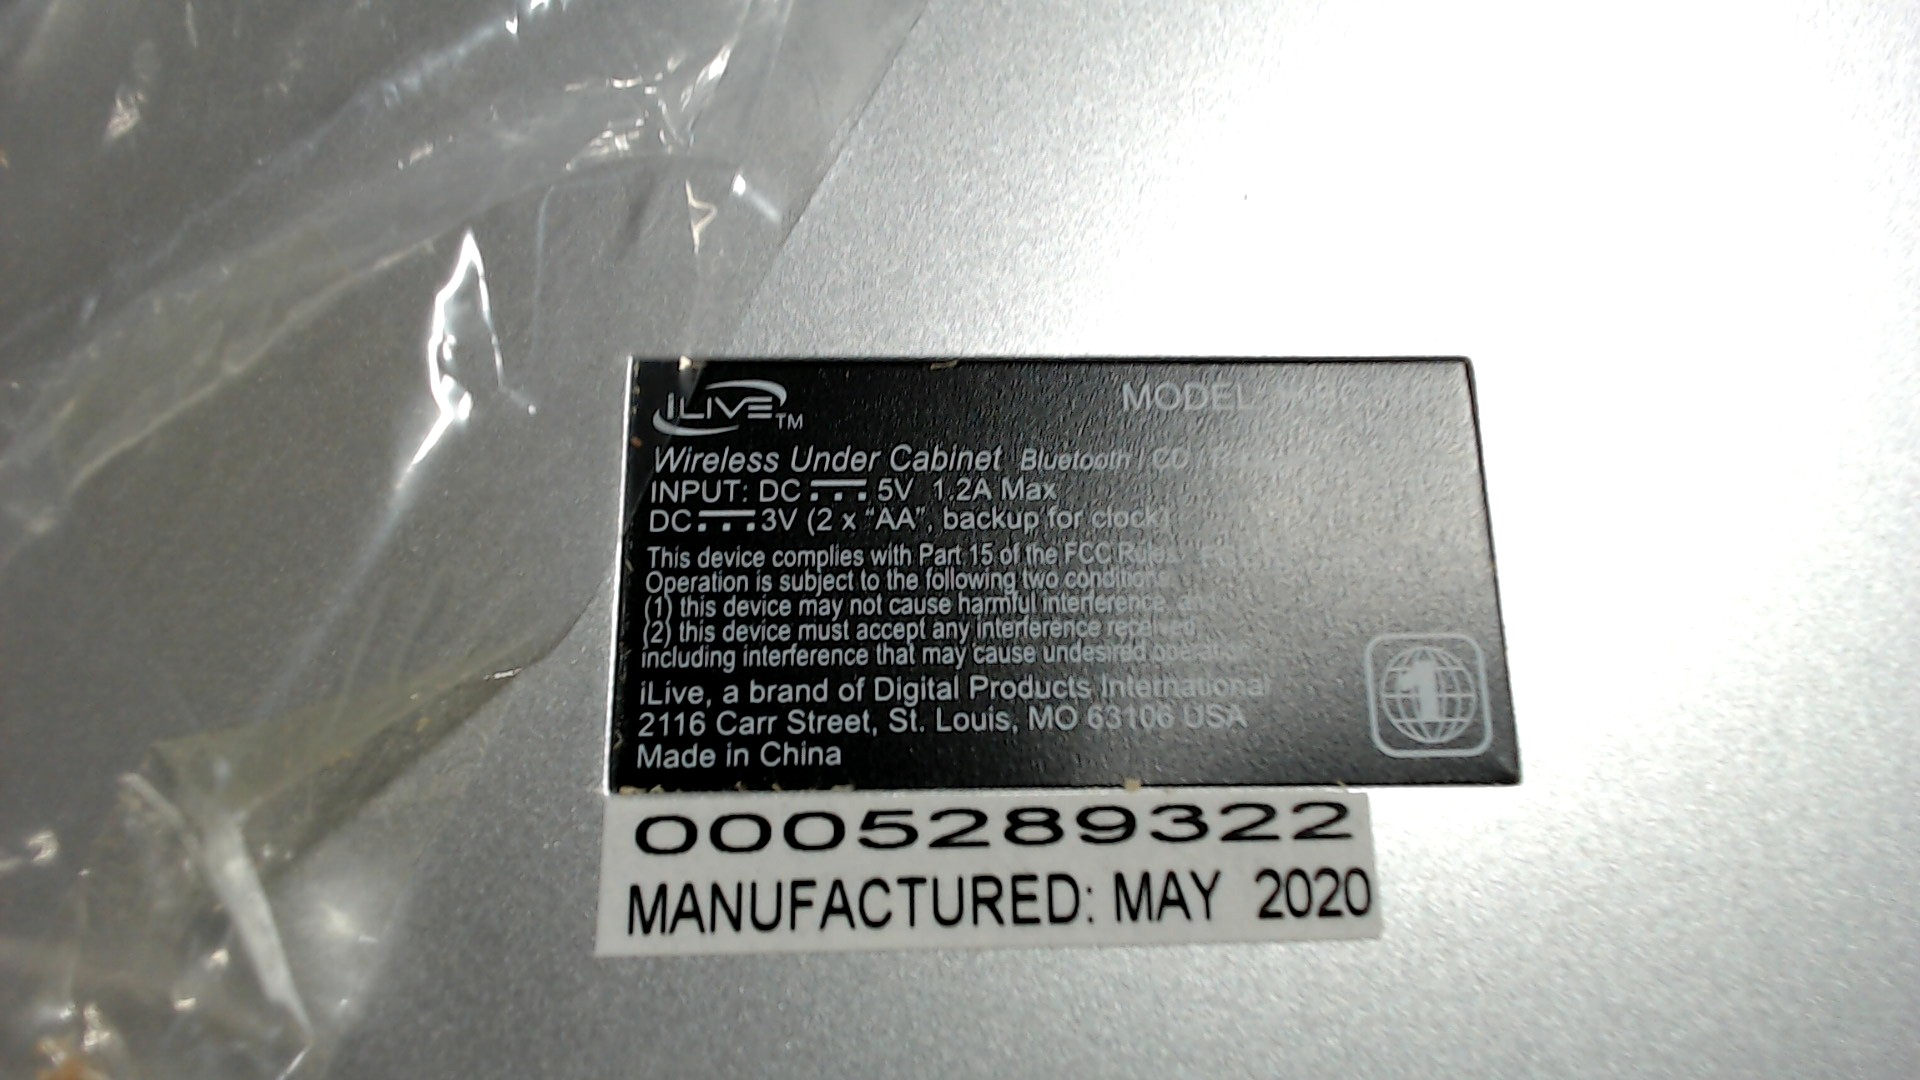 iLIVE™
MODEL:
Wireless Under Cabinet Bluetooth / CD /
INPUT: DC 5V 1.2A Max
DC 3V (2 x “AA”, backup for clock)
This device complies with Part 15 of the FCC Rules
Operation is subject to the following two conditions:
(1) this device may not cause harmful interference, and
(2) this device must accept any interference received,
including interference that may cause undesired operation.
iLive, a brand of Digital Products International
2116 Carr Street, St. Louis, MO 63106 USA
Made in China
1
0005289322
MANUFACTURED: MAY 2020